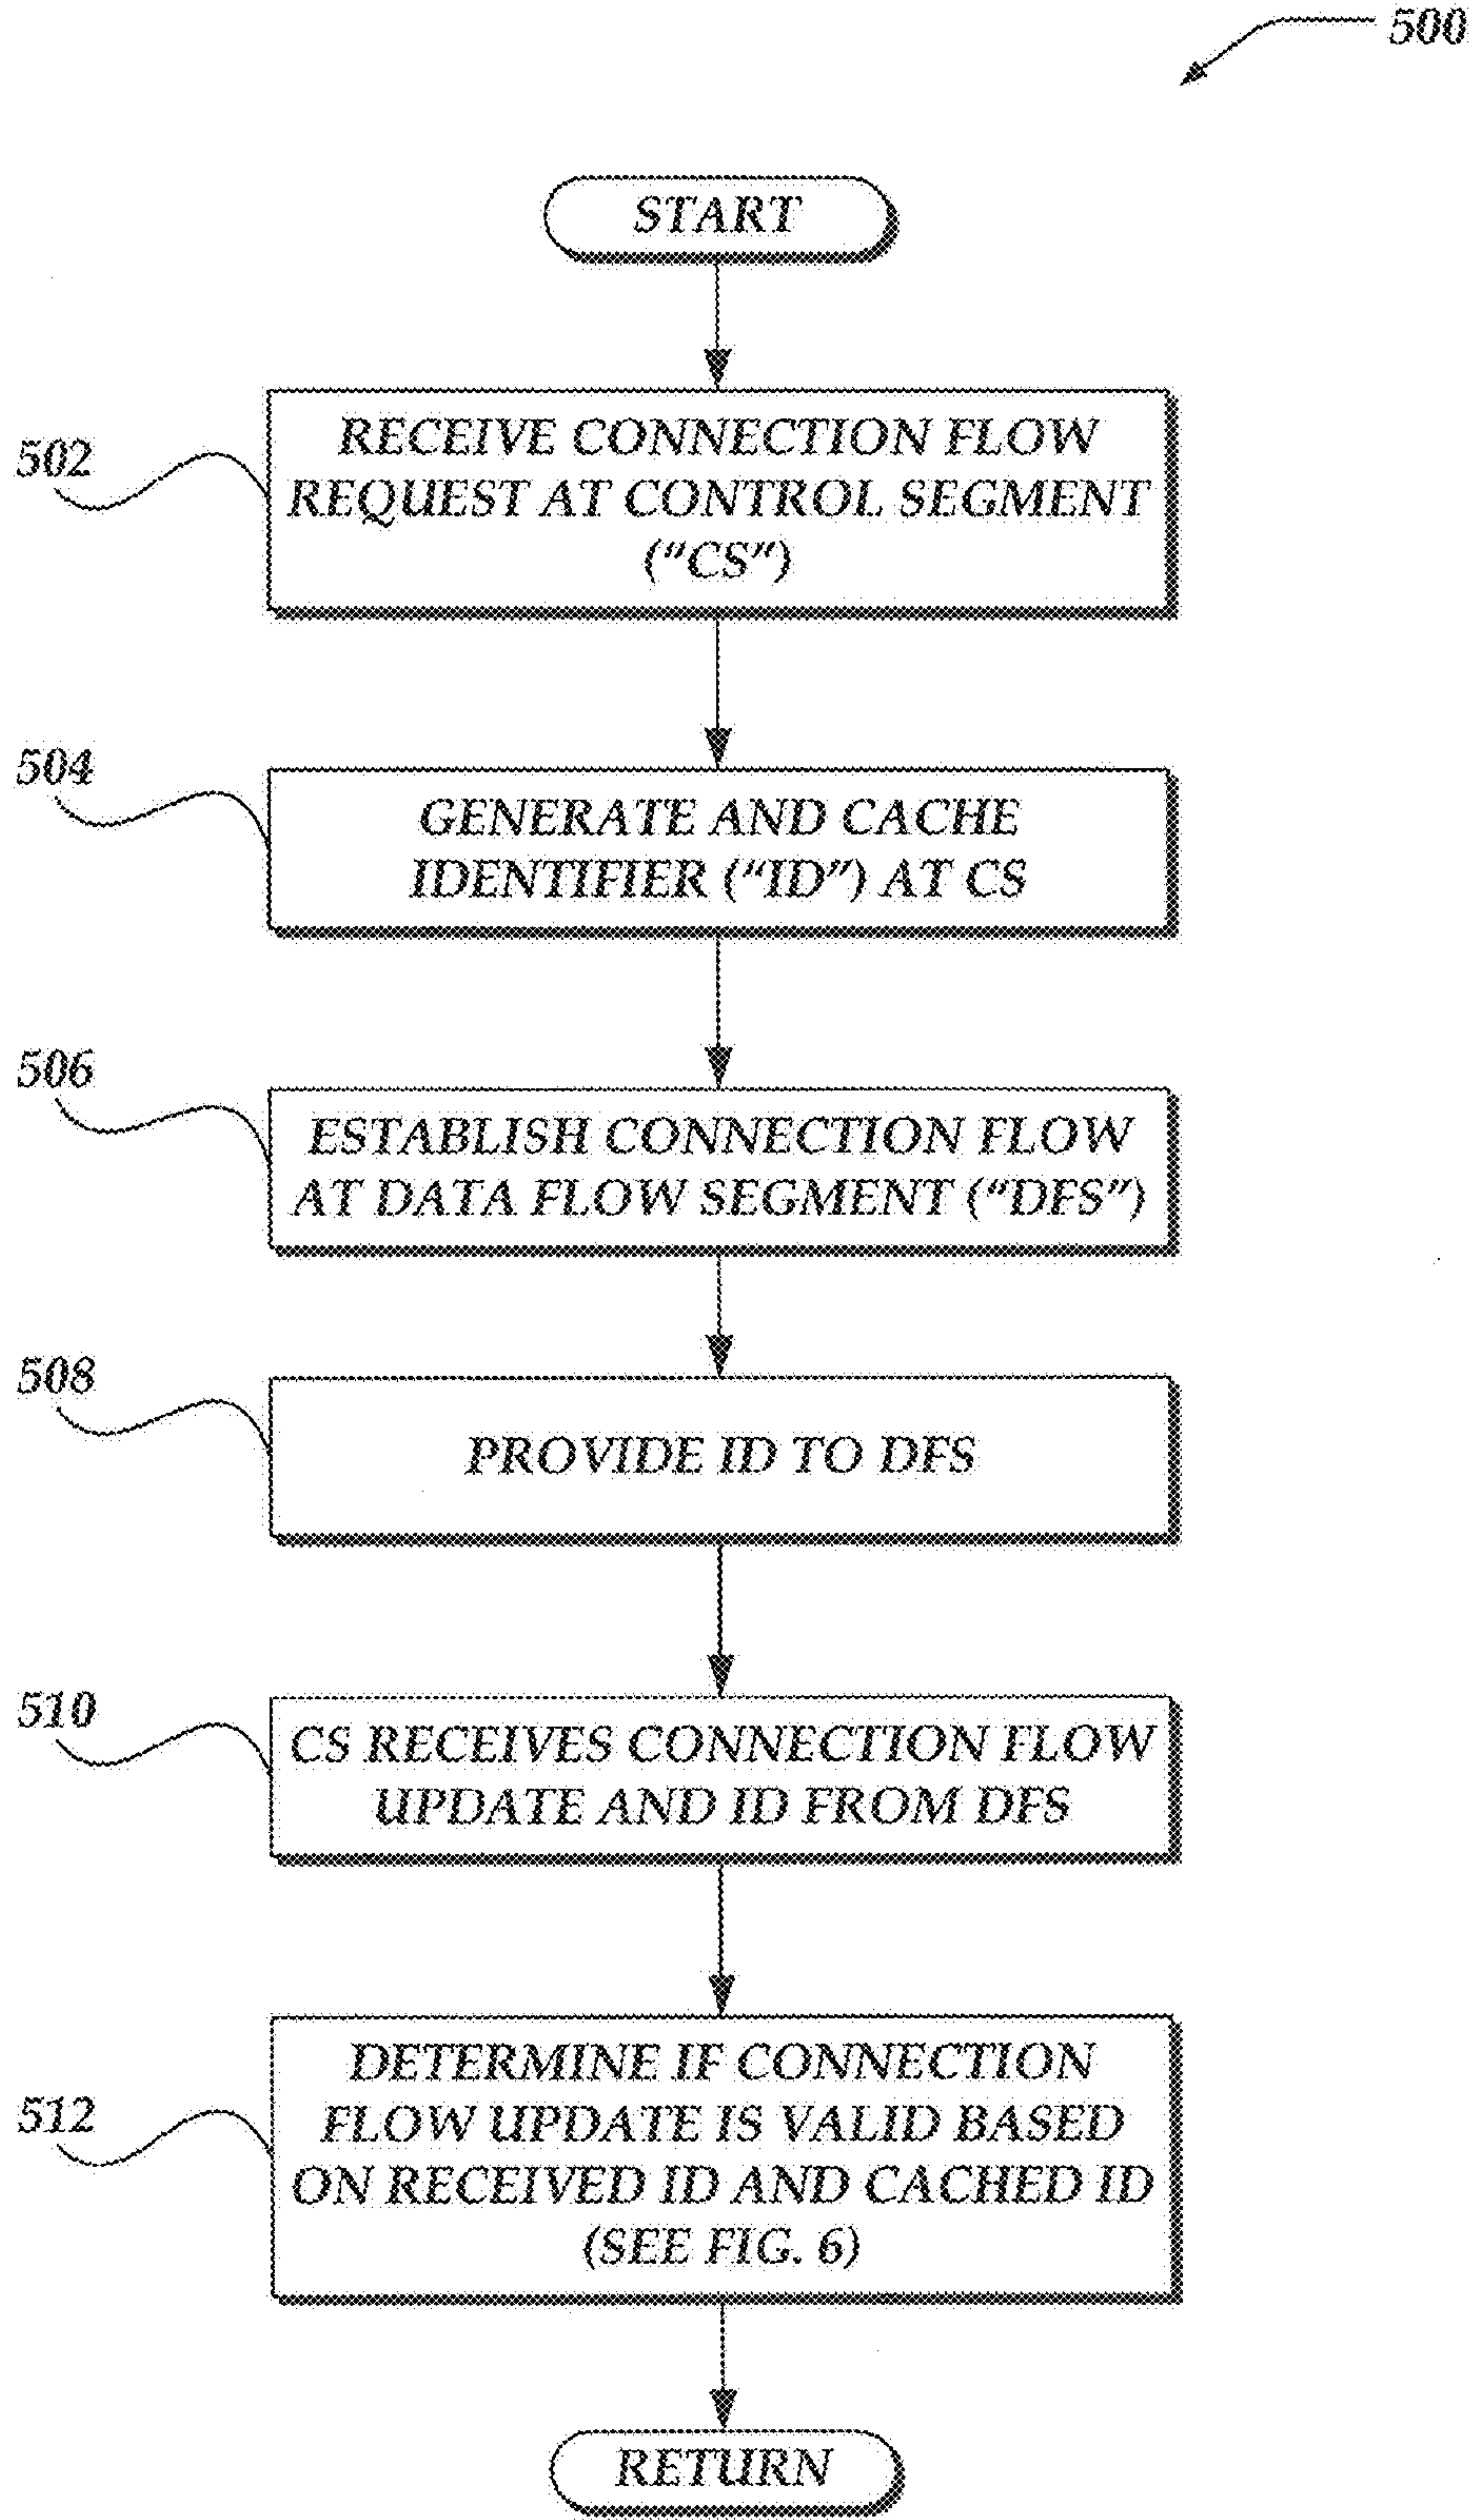 500
START
502
RECEIVE CONNECTION FLOW
REQUEST AT CONTROL SEGMENT
("CS")
504
GENERATE AND CACHE
IDENTIFIER ("ID") AT CS
506
ESTABLISH CONNECTION FLOW
AT DATA FLOW SEGMENT ("DFS")
508
PROVIDE ID TO DFS
510
CS RECEIVES CONNECTION FLOW
UPDATE AND ID FROM DFS
512
DETERMINE IF CONNECTION
FLOW UPDATE IS VALID BASED
ON RECEIVED ID AND CACHED ID
(SEE FIG. 6)
RETURN